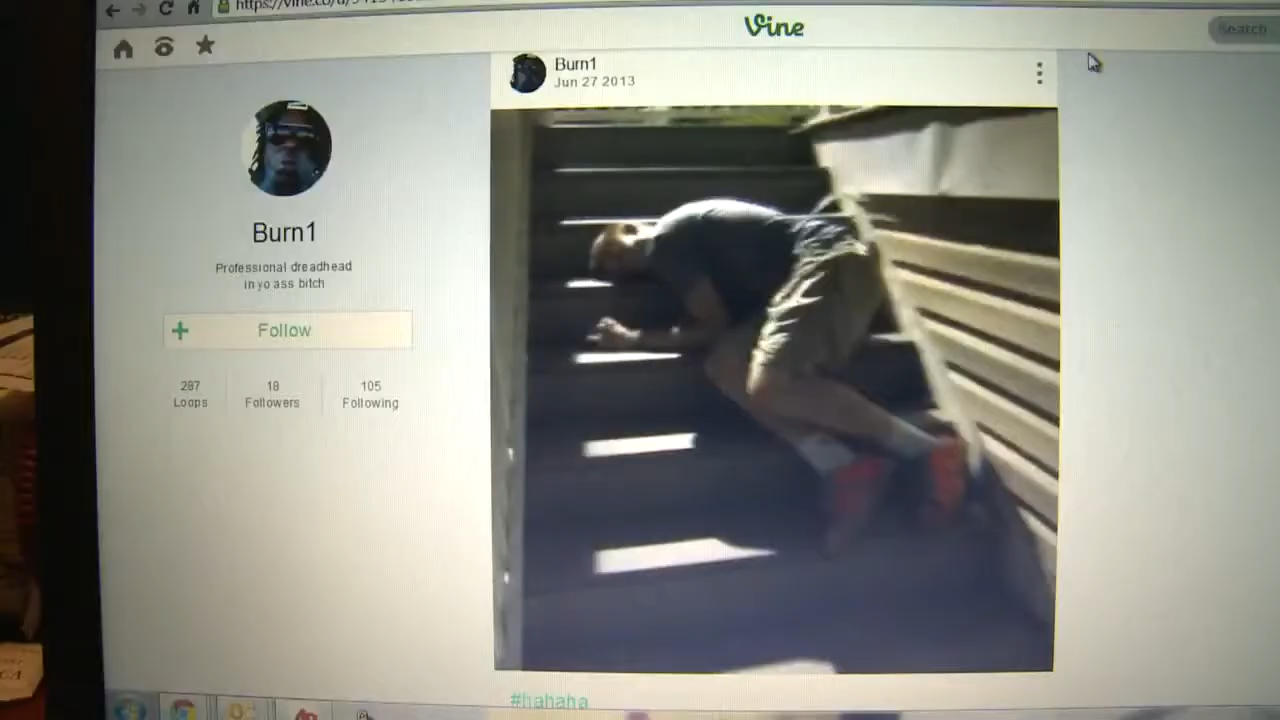 Vine
Search
Burn1
Jun 27 2013
Burn1
Professional dreadhead
in yo ass bitch
+ Follow
287
Loops
18
Followers
105
Following
#hahaha